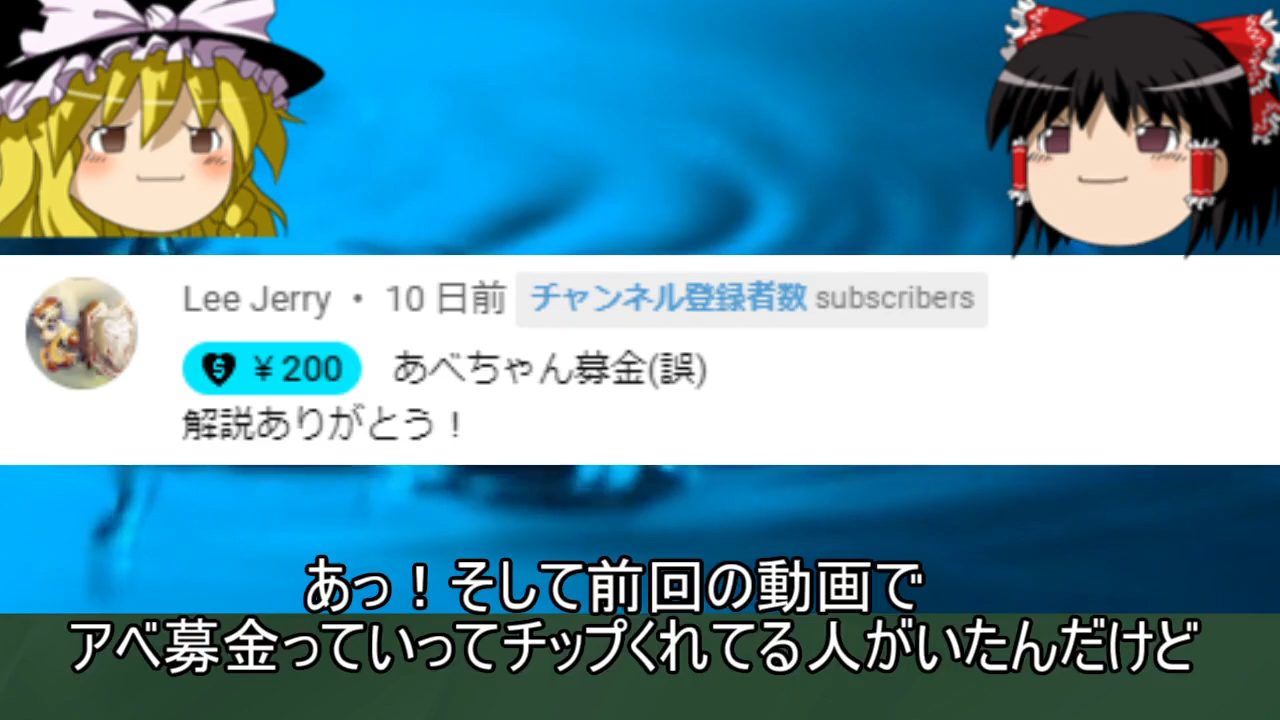 Lee Jerry • 10 日前 チャンネル登録者数 subscribers
¥200 あべちゃん募金(誤)
解説ありがとう!
あっ!そして前回の動画で
アベ募金っていってチップくれてる人がいたんだけど